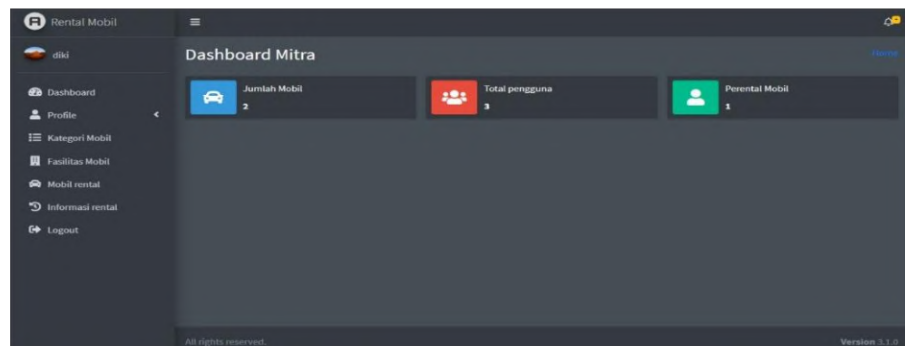 R Rental Mobil
diki
Dashboard
Profile
Kategori Mobil
Fasilitas Mobil
Mobil rental
Informasi rental
Logout
Dashboard Mitra
Home
Jumlah Mobil
2
Total pengguna
3
Perental Mobil
1
All rights reserved.
Version 3.1.0